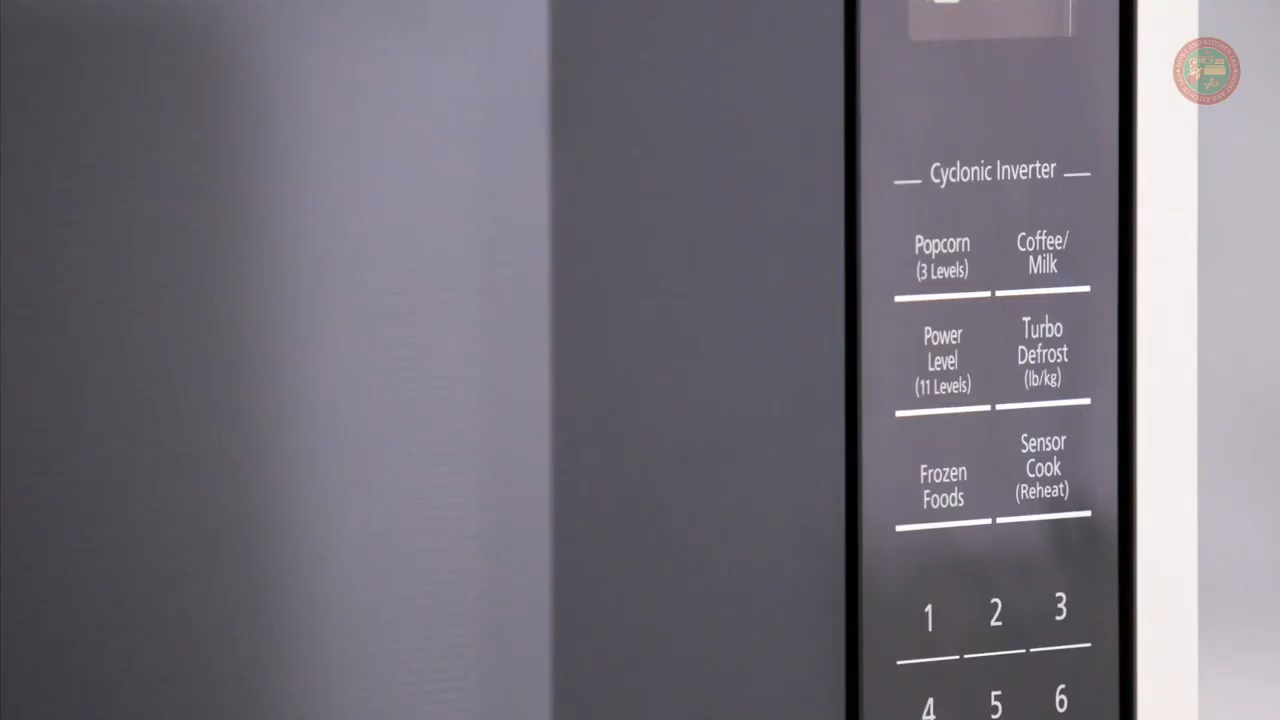 Cyclonic Inverter
Popcorn
(3 Levels)
Coffee/
Milk
Power
Level
(11 Levels)
Turbo
Defrost
(lb/kg)
Frozen
Foods
Sensor
Cook
(Reheat)
1 2 3
4 5 6